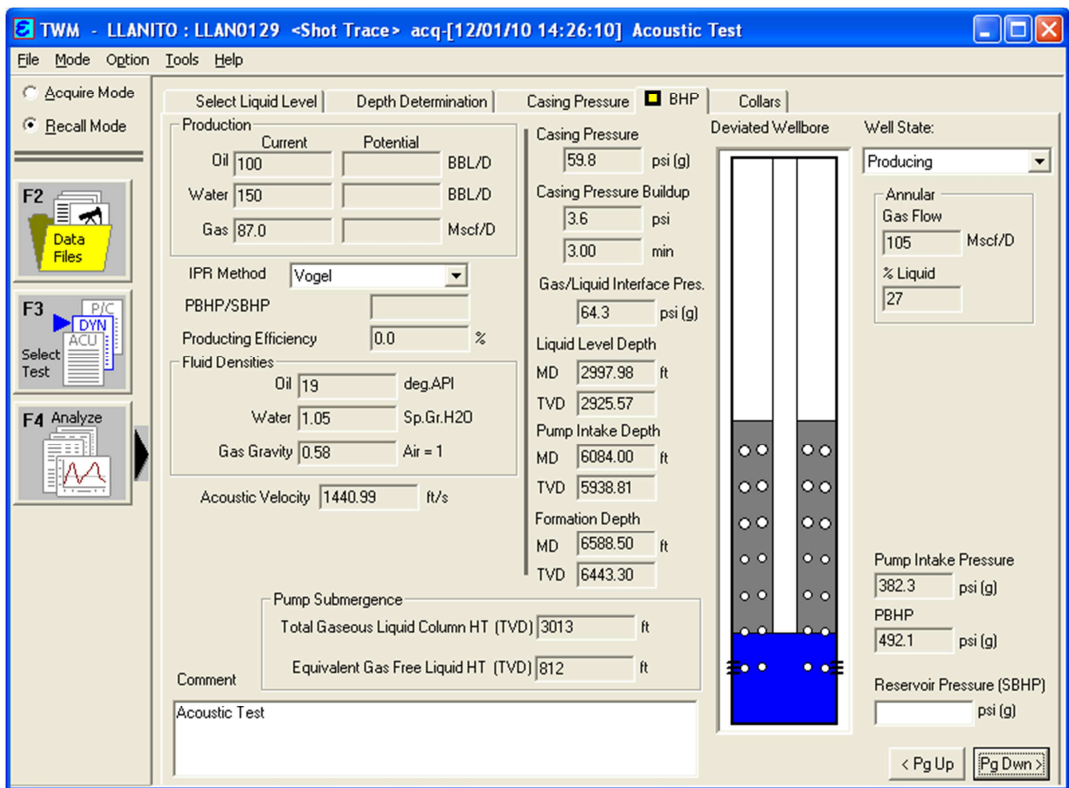 TWM - LLANITO : LLAN0129 <Shot Trace> acq-[12/01/10 14:26:10] Acoustic Test
File Mode Option Tools Help
Acquire Mode
Recall Mode
F2
Data
Files
F3
P/C
DYN
ACU
Select
Test
F4 Analyze
Select Liquid Level
Depth Determination
Casing Pressure
BHP
Collars
Production
Current Potential
Oil 100 BBL/D
Water 150 BBL/D
Gas 87.0 Mscf/D
IPR Method Vogel
PBHP/SBHP
Producting Efficiency 0.0 %
Fluid Densities
Oil 19 deg.API
Water 1.05 Sp.Gr.H2O
Gas Gravity 0.58 Air = 1
Acoustic Velocity 1440.99 ft/s
Casing Pressure
59.8 psi (g)
Casing Pressure Buildup
3.6 psi
3.00 min
Gas/Liquid Interface Pres.
64.3 psi (g)
Liquid Level Depth
MD 2997.98 ft
TVD 2925.57
Pump Intake Depth
MD 6084.00 ft
TVD 5938.81
Formation Depth
MD 6588.50 ft
TVD 6443.30
Pump Submergence
Total Gaseous Liquid Column HT (TVD) 3013 ft
Equivalent Gas Free Liquid HT (TVD) 812 ft
Comment
Acoustic Test
Deviated Wellbore
Well State:
Producing
Annular
Gas Flow
105 Mscf/D
% Liquid
27
Pump Intake Pressure
382.3 psi (g)
PBHP
492.1 psi (g)
Reservoir Pressure (SBHP)
psi (g)
< Pg Up
Pg Dwn >